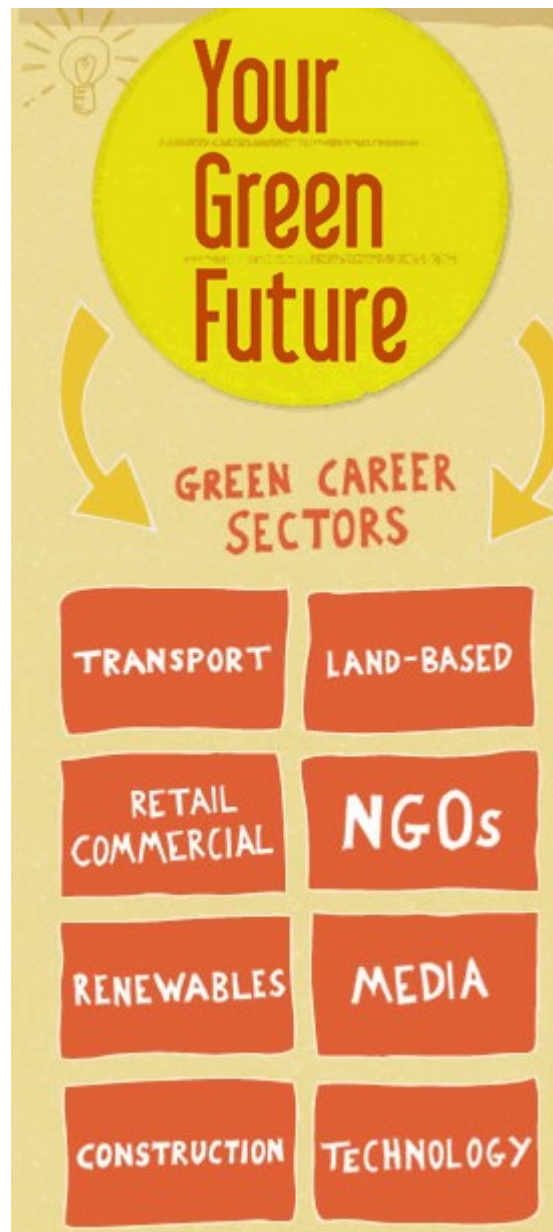 Your
Green
Future
GREEN CAREER
SECTORS
TRANSPORT
LAND-BASED
RETAIL
COMMERCIAL
NGOs
RENEWABLES
MEDIA
CONSTRUCTION
TECHNOLOGY